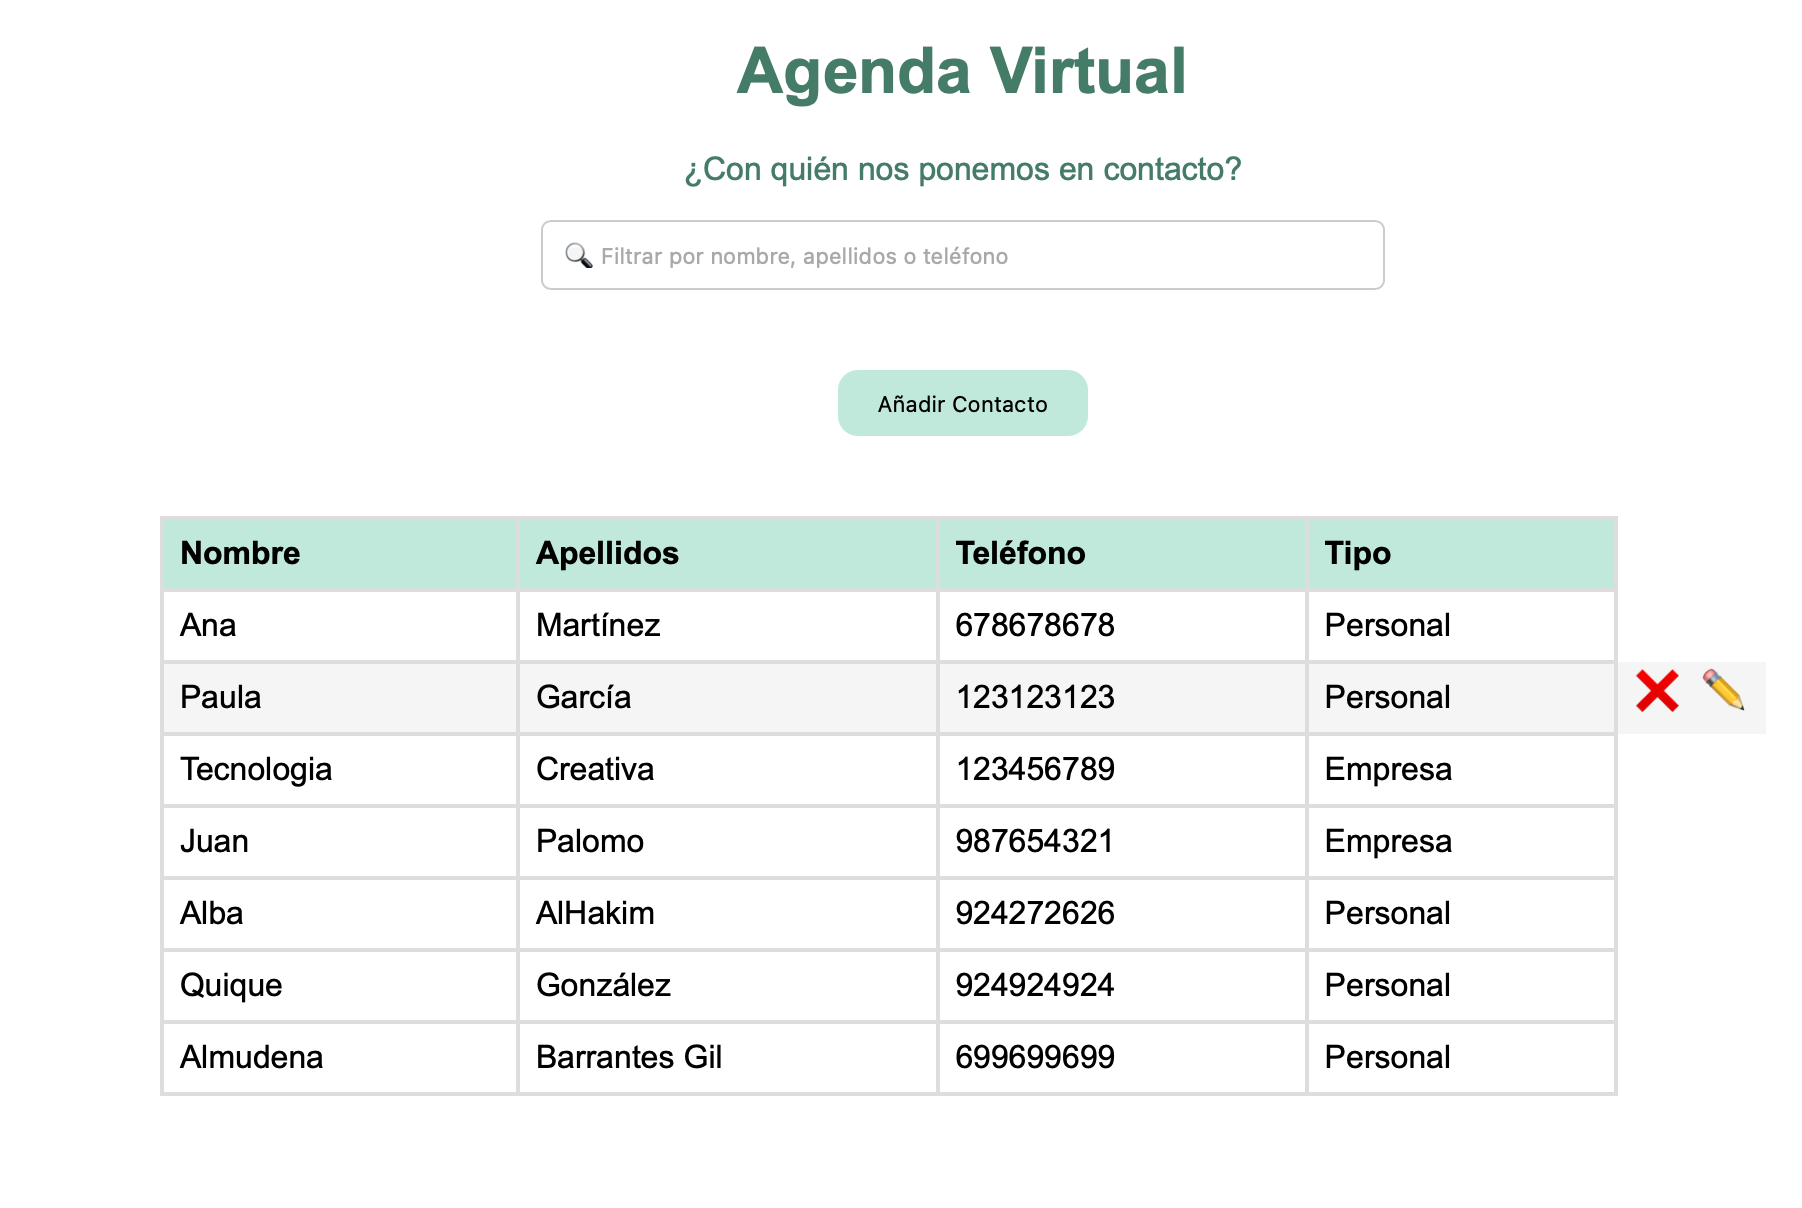 Agenda Virtual
¿Con quién nos ponemos en contacto?
Filtrar por nombre, apellidos o teléfono
Añadir Contacto
Nombre Apellidos Teléfono Tipo
Ana Martínez 678678678 Personal
Paula García 123123123 Personal
Tecnologia Creativa 123456789 Empresa
Juan Palomo 987654321 Empresa
Alba AlHakim 924272626 Personal
Quique González 924924924 Personal
Almudena Barrantes Gil 699699699 Personal